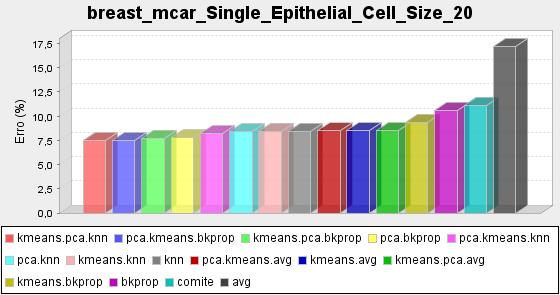 breast_mcar_Single_Epithelial_Cell_Size_20
Erro (%)
17,5
15,0
12,5
10,0
7,5
5,0
2,5
0,0
kmeans.pca.knn pca.kmeans.bkprop kmeans.pca.bkprop pca.bkprop pca.kmeans.knn
pca.knn kmeans.knn knn pca.kmeans.avg kmeans.avg kmeans.pca.avg
kmeans.bkprop bkprop comite avg